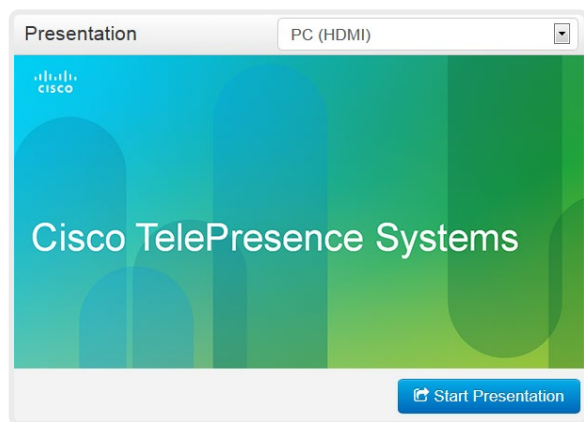 Presentation
PC (HDMI)
CISCO
Cisco TelePresence Systems
Start Presentation